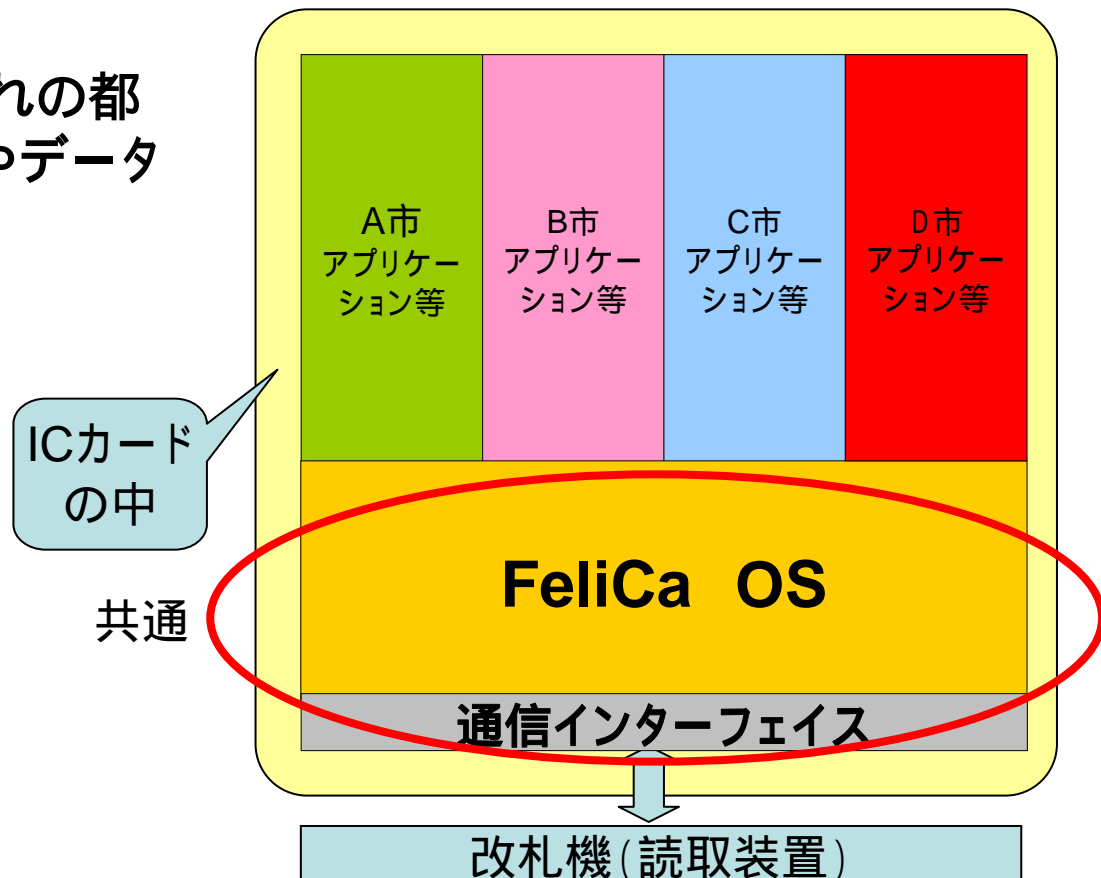 れの都
やデータ
A市
アプリケー
ション等
B市
アプリケー
ション等
C市
アプリケー
ション等
D市
アプリケー
ション等
ICカード
の中
FeliCa OS
共通
通信インターフェイス
改札機(読取装置)